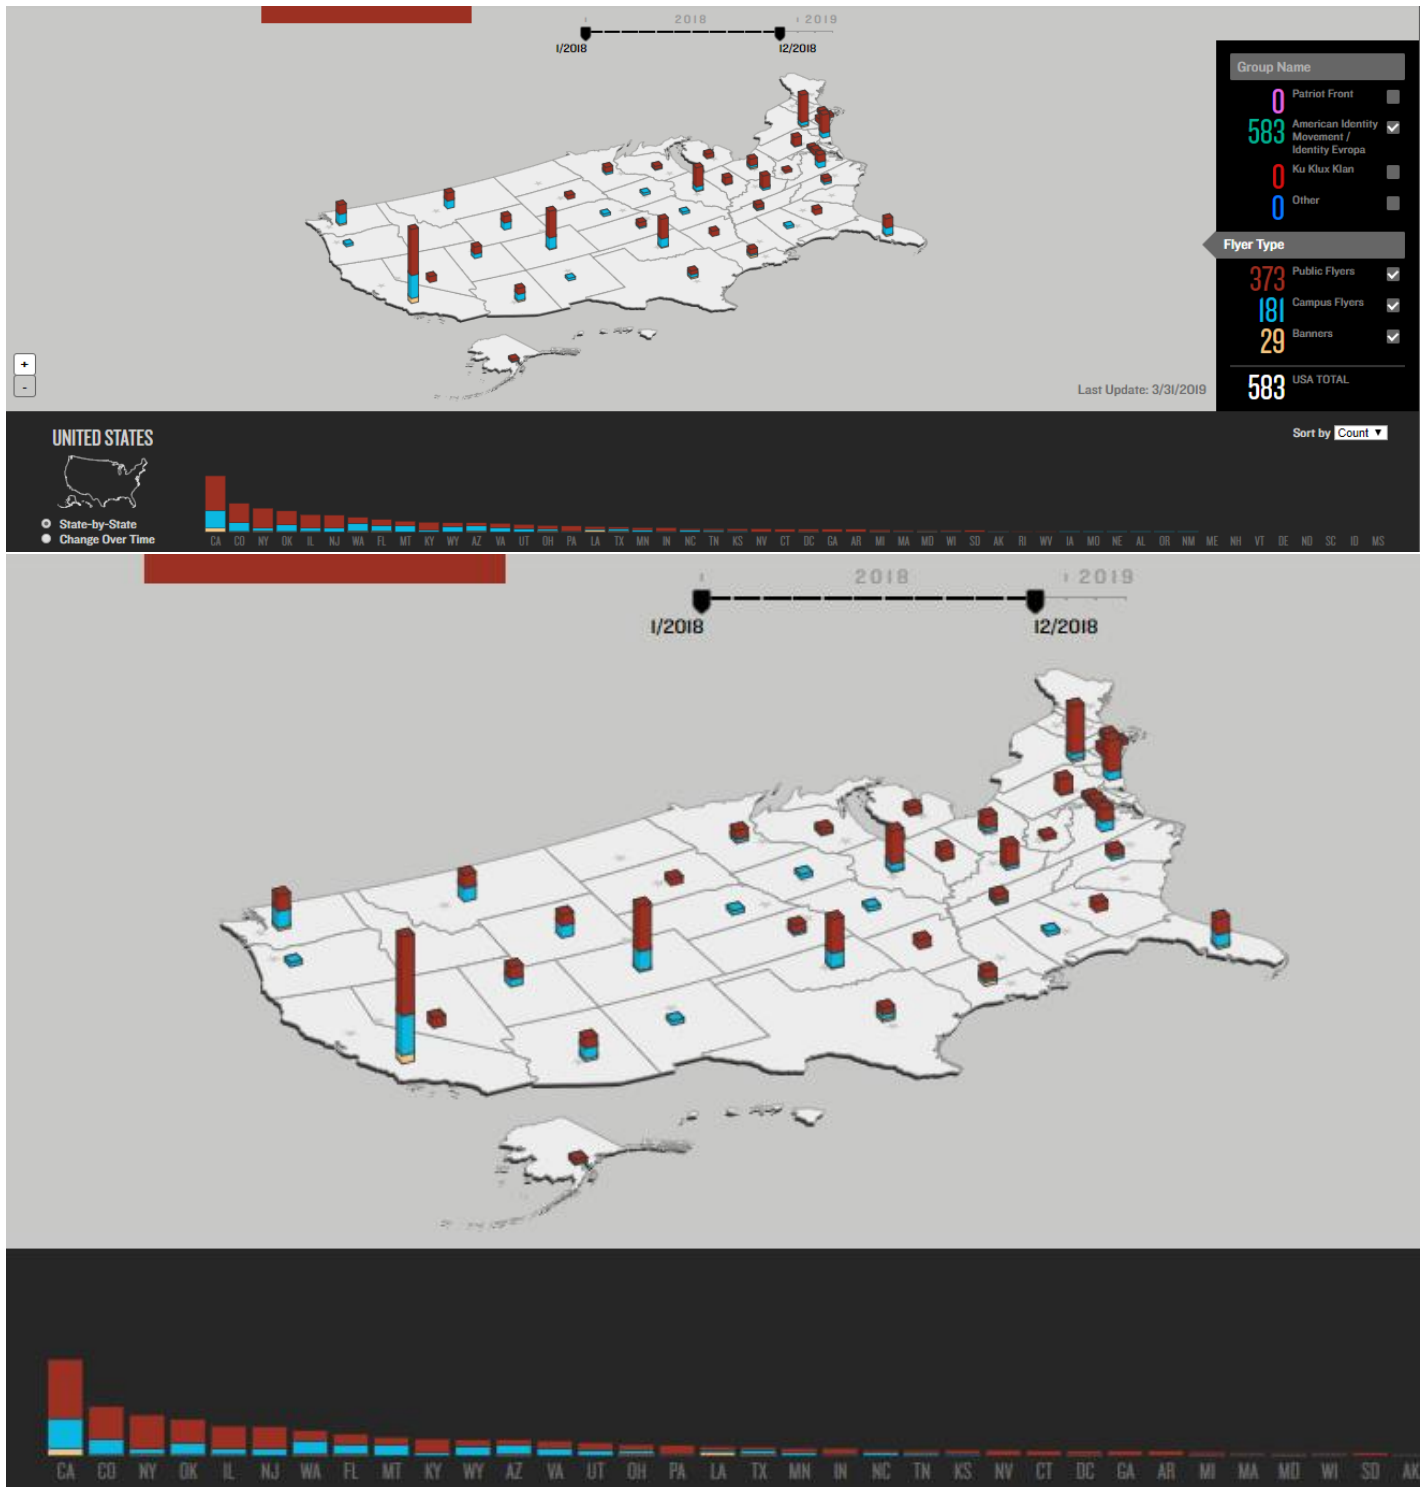 2018 2019
1/2018 12/2018
Group Name
0 Patriot Front
583 American Identity
Movement /
Identity Evropa
0 Ku Klux Klan
0 Other
Flyer Type
373 Public Flyers
181 Campus Flyers
29 Banners
583 USA TOTAL
+
-
Last Update: 3/31/2019
UNITED STATES
Sort by Count ▼
State-by-State
Change Over Time
CA CO NY OK IL NJ WA FL MT KY WY AZ VA UT OH PA LA TX MN IN NC TN KS NV CT DC GA AR MI MA MD WI SD AK RI WV IA MO NE AL OR NM ME NH VT DE ND SC ID MS
2018 2019
1/2018 12/2018
CA CO NY OK IL NJ WA FL MT KY WY AZ VA UT OH PA LA TX MN IN NC TN KS NV CT DC GA AR MI MA MD WI SD AK